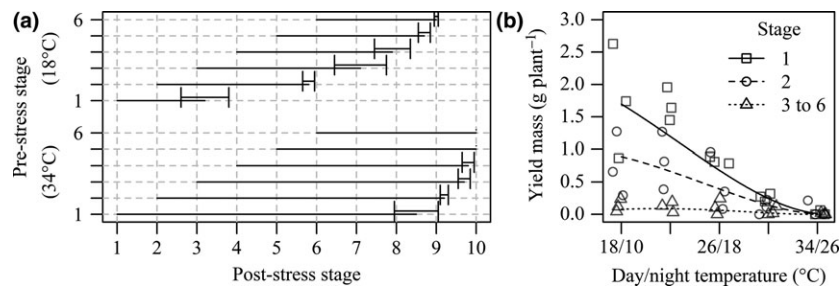 (a)
6
1
6
1
Pre-stress stage
(34°C) (18°C)
1 2 3 4 5 6 7 8 9 10
Post-stress stage
(b)
3.0
2.5
2.0
1.5
1.0
0.5
0.0
Yield mass (g plant⁻¹)
Stage
1
2
3 to 6
18/10 26/18 34/26
Day/night temperature (°C)